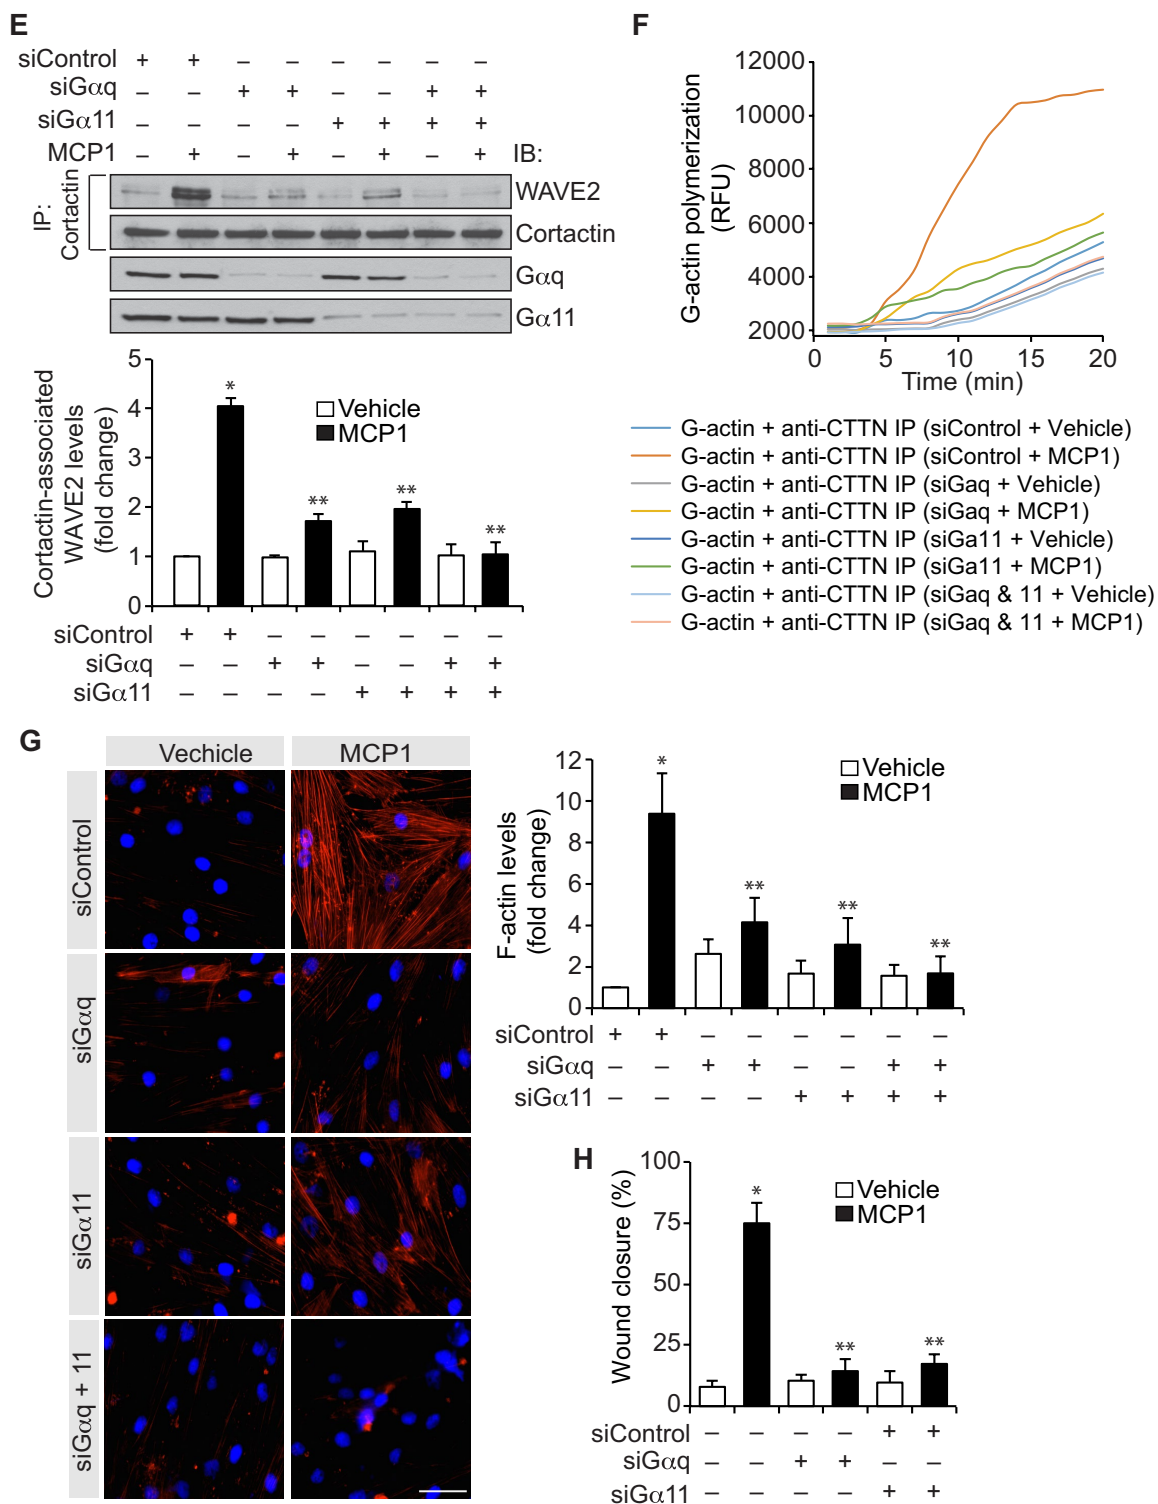 E
siControl + + – – – – – –
siGαq – – + + – – + +
siGα11 – – – – + + + +
MCP1 – + – + – + – + IB:
IP:
Cortactin
WAVE2
Cortactin
Gαq
Gα11
Cortactin-associated
WAVE2 levels
(fold change)
5
4
3
2
1
0
*
**
**
**
Vehicle
MCP1
siControl + + – – – – – –
siGαq – – + + – – + +
siGα11 – – – – + + + +
F
G-actin polymerization
(RFU)
12000
10000
8000
6000
4000
2000
0 5 10 15 20
Time (min)
G-actin + anti-CTTN IP (siControl + Vehicle)
G-actin + anti-CTTN IP (siControl + MCP1)
G-actin + anti-CTTN IP (siGaq + Vehicle)
G-actin + anti-CTTN IP (siGaq + MCP1)
G-actin + anti-CTTN IP (siGa11 + Vehicle)
G-actin + anti-CTTN IP (siGa11 + MCP1)
G-actin + anti-CTTN IP (siGaq & 11 + Vehicle)
G-actin + anti-CTTN IP (siGaq & 11 + MCP1)
G
Vechicle MCP1
siControl
siGαq
siGα11
siGαq + 11
F-actin levels
(fold change)
12
10
8
6
4
2
0
*
**
**
**
Vehicle
MCP1
siControl + + – – – – – –
siGαq – – + + – – + +
siGα11 – – – – + + + +
H
Wound closure (%)
100
75
50
25
0
*
**
**
Vehicle
MCP1
siControl – – – – + +
siGαq – – + + – –
siGα11 – – – – + +